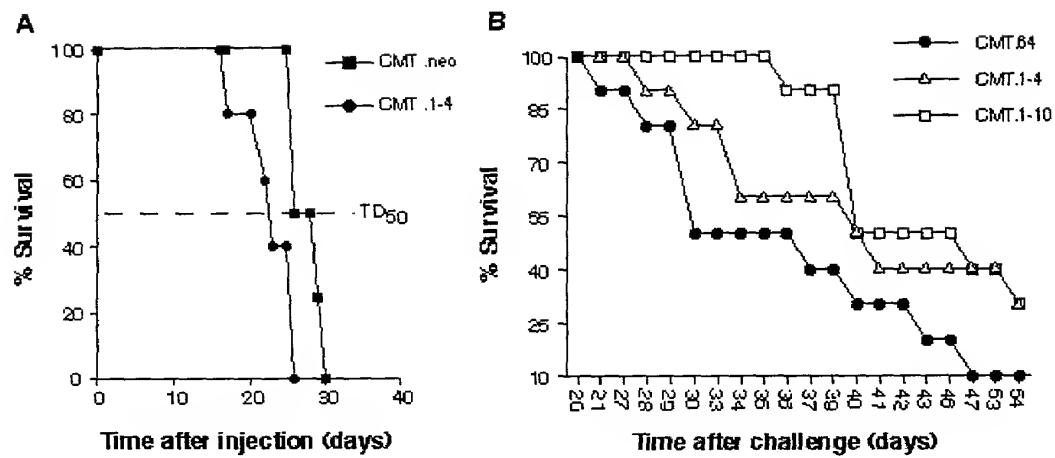 A
CMT .neo
CMT .1-4
100
80
60
40
20
0
TD50
% Survival
0 10 20 30 40
Time after injection (days)
B
CMT.64
CMT.1-4
CMT.1-10
100
85
70
55
40
25
10
% Survival
20 21 27 28 29 30 33 34 35 36 37 39 40 41 42 43 46 47 53 54
Time after challenge (days)